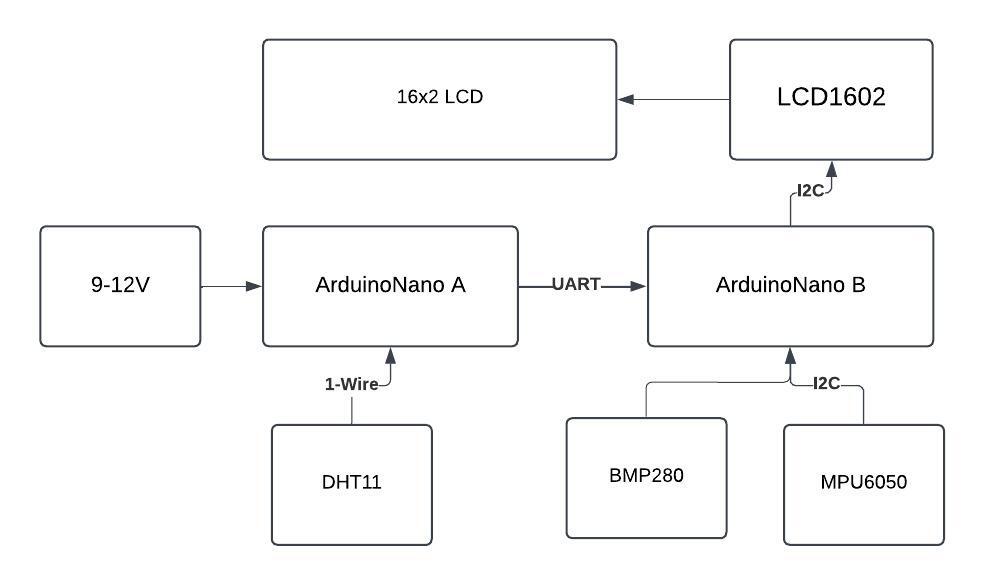 16x2 LCD
LCD1602
I2C
9-12V
ArduinoNano A
UART
ArduinoNano B
1-Wire
I2C
DHT11
BMP280
MPU6050